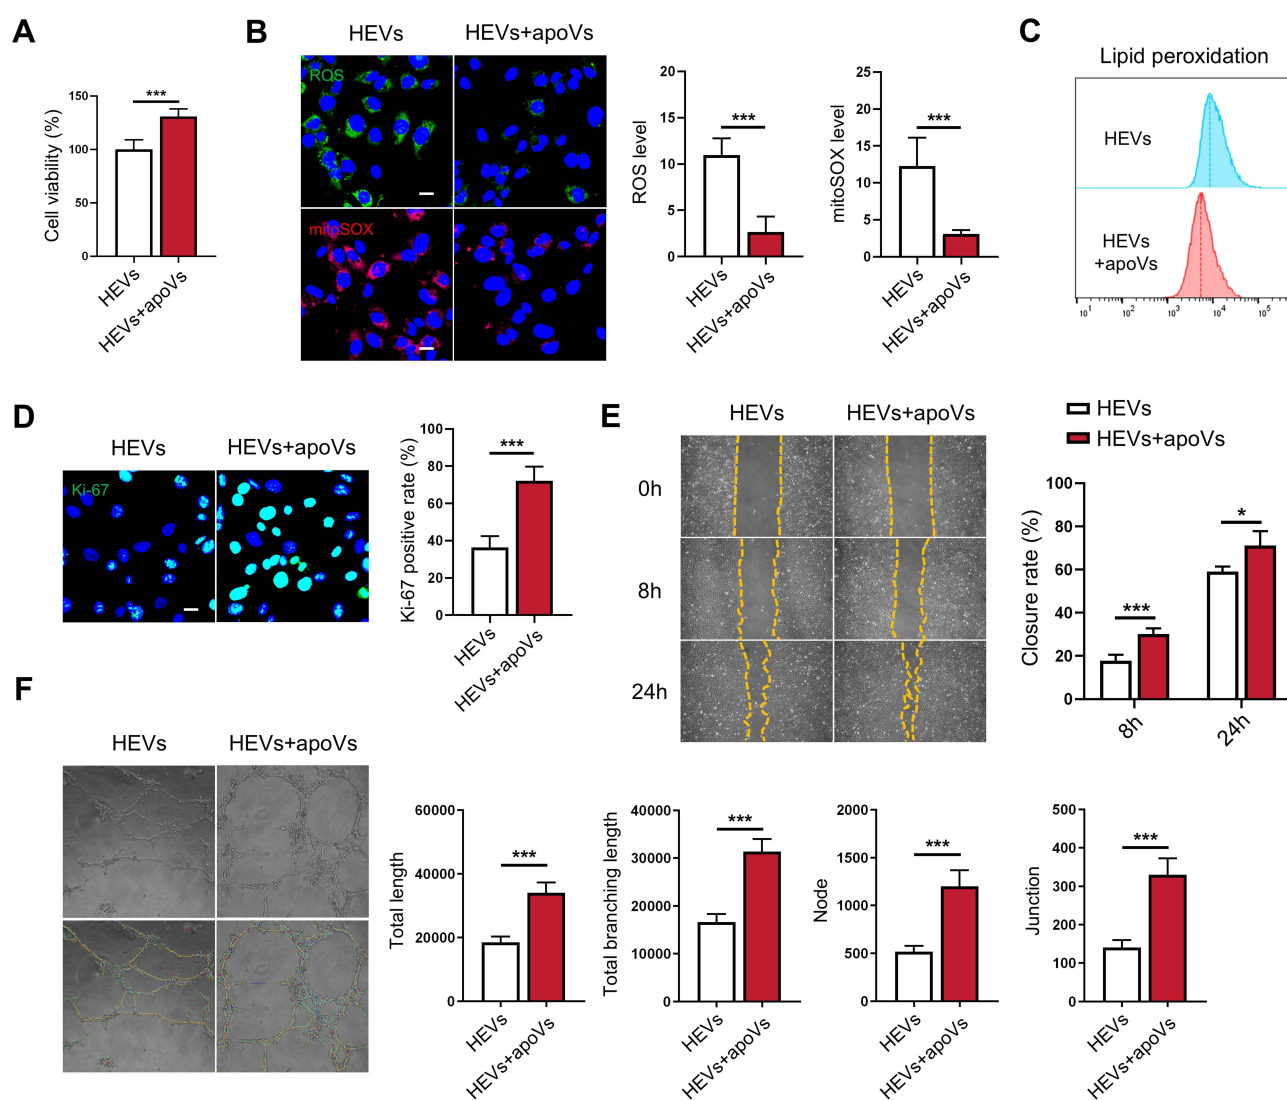 A
Cell viability (%)
150
100
50
0
***
HEVs
HEVs+apoVs
B
HEVs
HEVs+apoVs
ROS
mitoSOX
ROS level
20
15
10
5
0
***
HEVs
HEVs+apoVs
mitoSOX level
25
20
15
10
5
0
***
HEVs
HEVs+apoVs
C
Lipid peroxidation
HEVs
HEVs
+apoVs
10¹
10²
10³
10⁴
10⁵
D
HEVs
HEVs+apoVs
Ki-67
Ki-67 positive rate (%)
100
80
60
40
20
0
***
HEVs
HEVs+apoVs
E
HEVs
HEVs+apoVs
0h
8h
24h
HEVs
HEVs+apoVs
Closure rate (%)
100
80
60
40
20
0
***
*
8h
24h
F
HEVs
HEVs+apoVs
Total length
60000
40000
20000
0
***
HEVs
HEVs+apoVs
Total branching length
40000
30000
20000
10000
0
***
HEVs
HEVs+apoVs
Node
2000
1500
1000
500
0
***
HEVs
HEVs+apoVs
Junction
500
400
300
200
100
0
***
HEVs
HEVs+apoVs